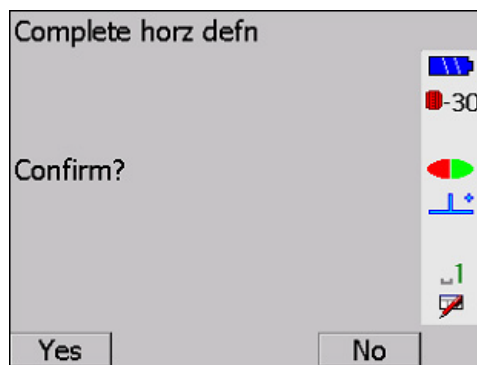 Complete horz defn
-30
Confirm?
1
Yes
No